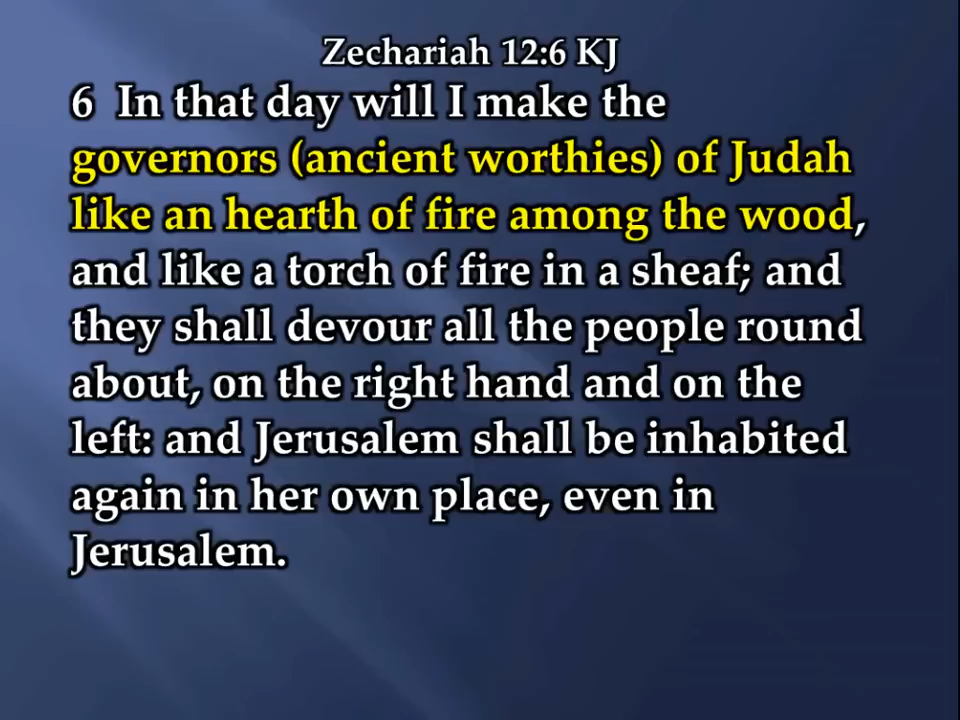 Zechariah 12:6 KJ
6 In that day will I make the
governors (ancient worthies) of Judah
like an hearth of fire among the wood,
and like a torch of fire in a sheaf; and
they shall devour all the people round
about, on the right hand and on the
left: and Jerusalem shall be inhabited
again in her own place, even in
Jerusalem.